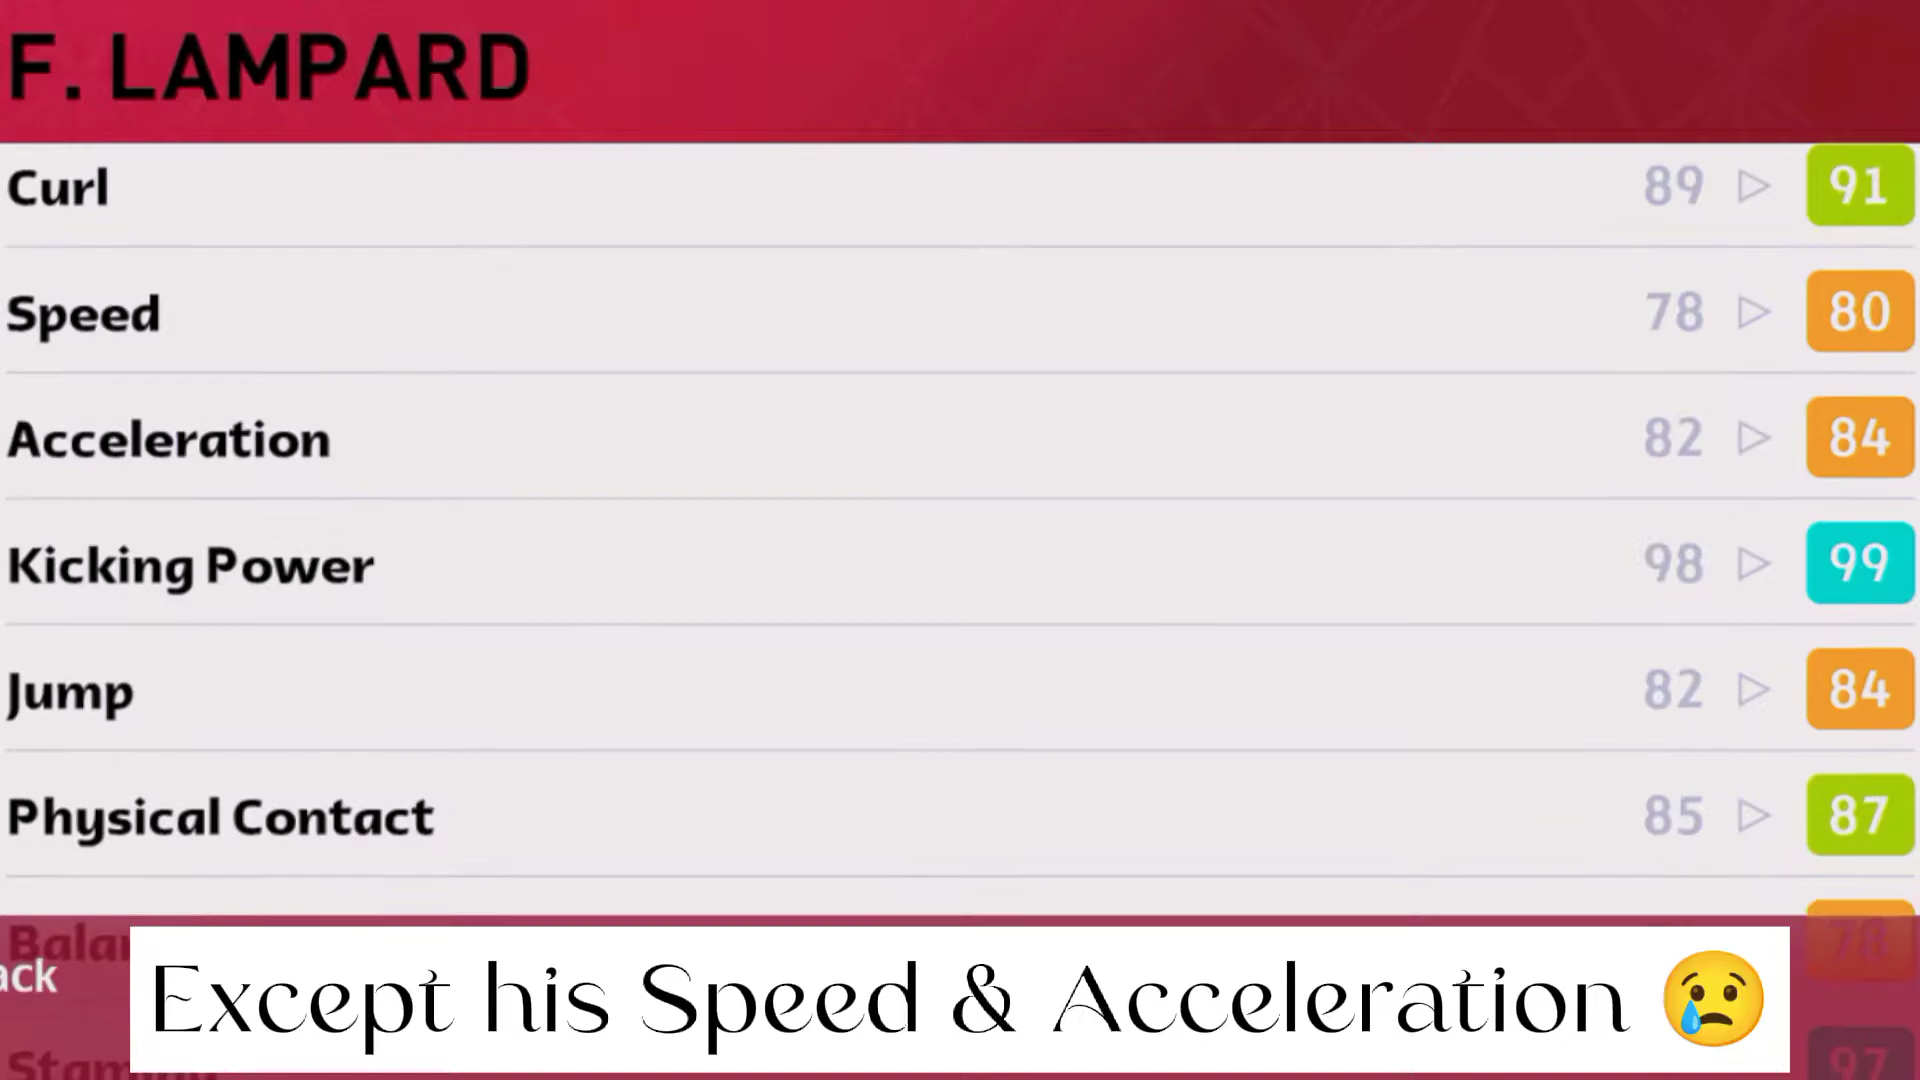 F. LAMPARD
Curl 89 ▷ 91
Speed 78 ▷ 80
Acceleration 82 ▷ 84
Kicking Power 98 ▷ 99
Jump 82 ▷ 84
Physical Contact 85 ▷ 87
78
ack
Except his Speed & Acceleration 😢
97